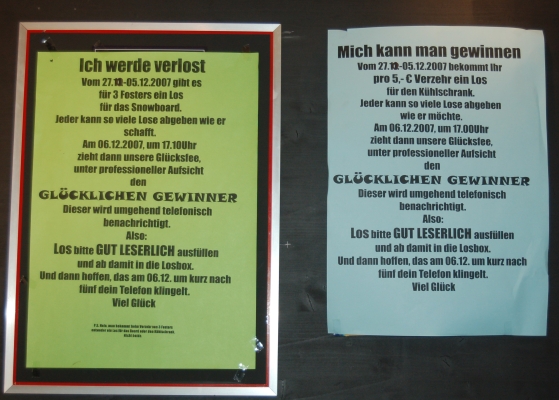 Ich werde verlost
Vom 27.12.-05.12.2007 gibt es
für 3 Fosters ein Los
für das Snowboard.
Jeder kann so viele Lose abgeben wie er
schafft.
Am 06.12.2007, um 17.10Uhr
zieht dann unsere Glücksfee,
unter professioneller Aufsicht
den
GLÜCKLICHEN GEWINNER
Dieser wird umgehend telefonisch
benachrichtigt.
Also:
Los bitte GUT LESERLICH ausfüllen
und ab damit in die Losbox.
Und dann hoffen, das am 06.12. um kurz nach
fünf dein Telefon klingelt.
Viel Glück
Mich kann man gewinnen
Vom 27. -05.12.2007 bekommt Ihr
pro 5,- € Verzehr ein Los
für den Kühlschrank.
Jeder kann so viele Lose abgeben
wie er möchte.
Am 06.12.2007, um 17.00Uhr
zieht dann unsere Glücksfee,
unter professioneller Aufsicht
den
GLÜCKLICHEN GEWINNER
Dieser wird umgehend telefonisch
benachrichtigt.
Also:
Los bitte GUT LESERLICH ausfüllen
und ab damit in die Losbox.
Und dann hoffen, das am 06.12. um kurz nach
fünf dein Telefon klingelt.
Viel Glück